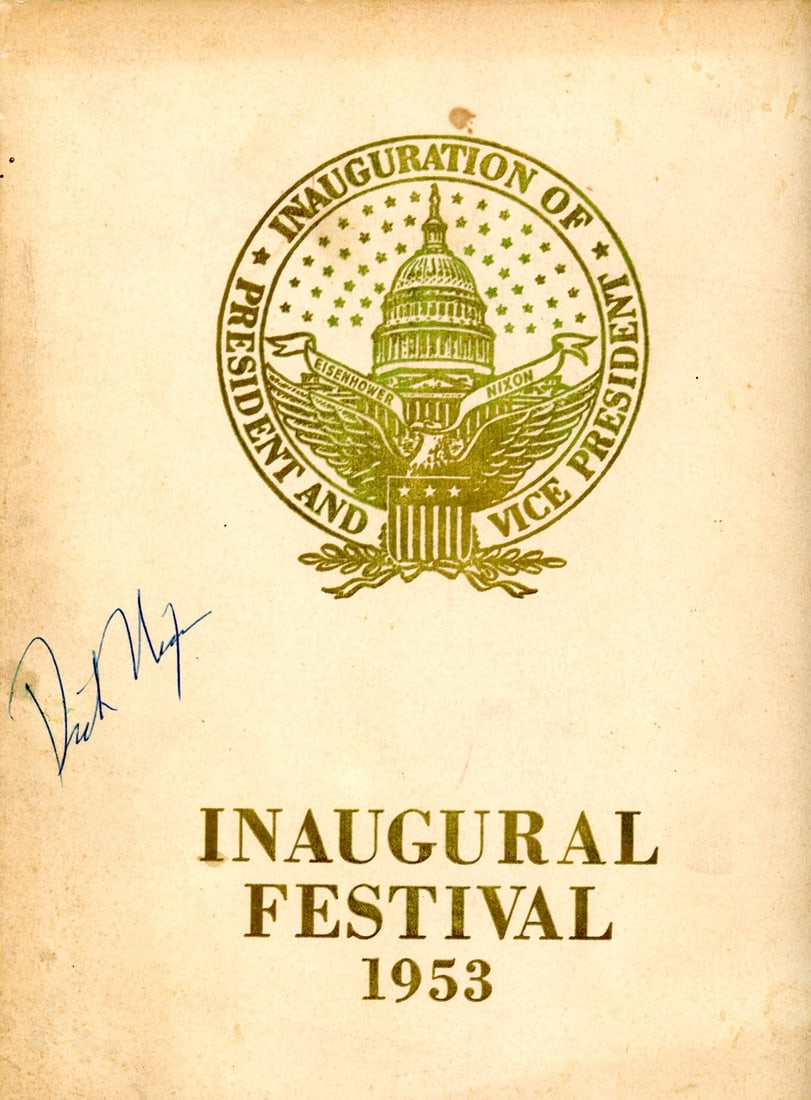 INAUGURATION OF
PRESIDENT AND
VICE PRESIDENT
EISENHOWER
NIXON
Dick Nixon
INAUGURAL
FESTIVAL
1953